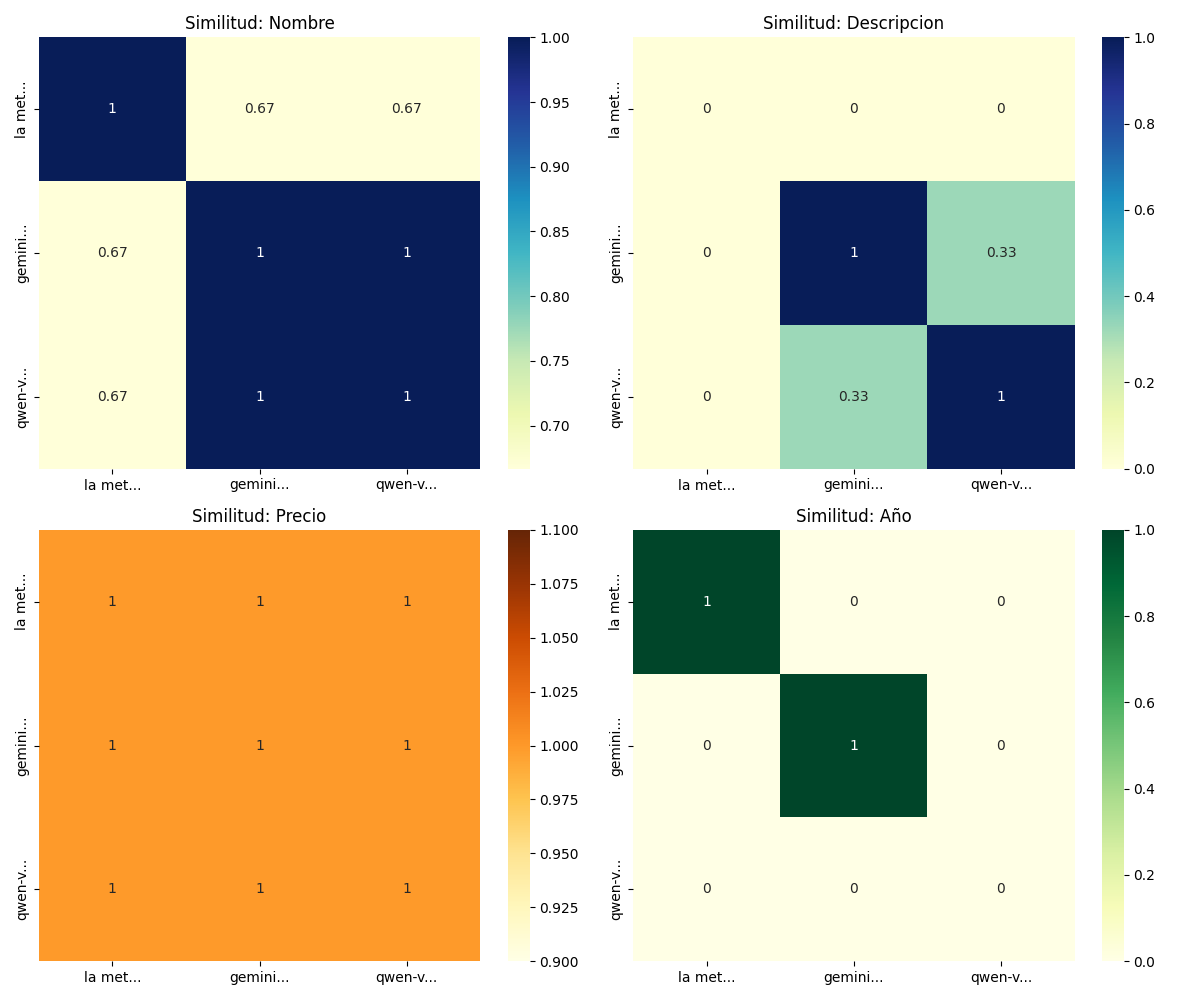 Similitud: Nombre
la met...
gemini...
qwen-v...
1
0.67
0.67
0.67
1
1
0.67
1
1
la met...
gemini...
qwen-v...
1.00
0.95
0.90
0.85
0.80
0.75
0.70
Similitud: Descripcion
la met...
gemini...
qwen-v...
0
0
0
0
1
0.33
0
0.33
1
la met...
gemini...
qwen-v...
1.0
0.8
0.6
0.4
0.2
0.0
Similitud: Precio
la met...
gemini...
qwen-v...
1
1
1
1
1
1
1
1
1
la met...
gemini...
qwen-v...
1.100
1.075
1.050
1.025
1.000
0.975
0.950
0.925
0.900
Similitud: Año
la met...
gemini...
qwen-v...
1
0
0
0
1
0
0
0
0
la met...
gemini...
qwen-v...
1.0
0.8
0.6
0.4
0.2
0.0